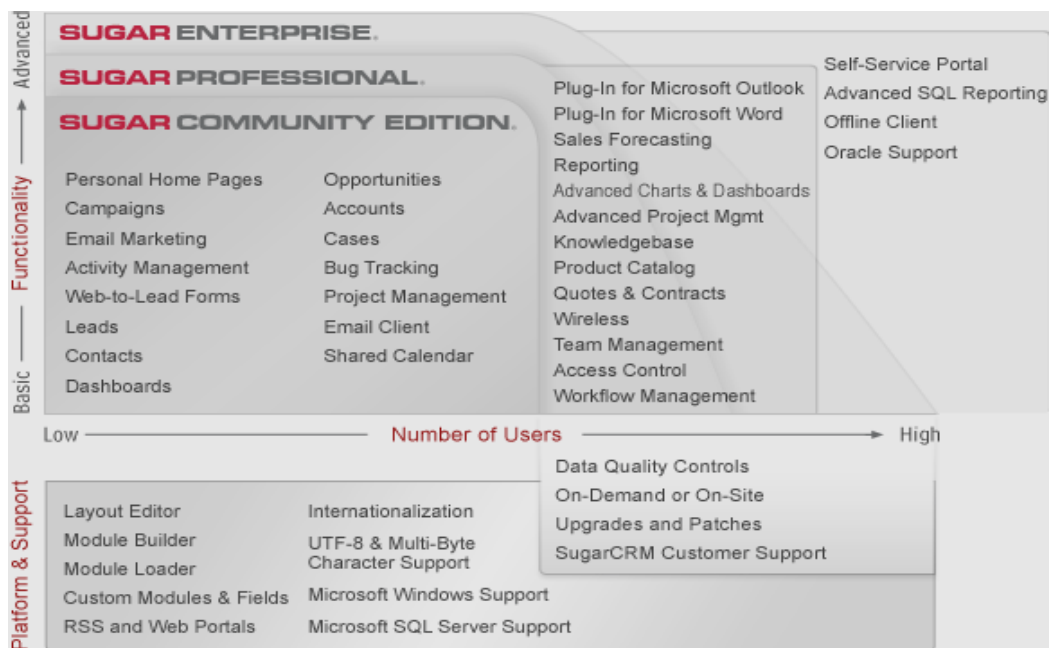 SUGAR ENTERPRISE.
SUGAR PROFESSIONAL.
SUGAR COMMUNITY EDITION.
Personal Home Pages
Campaigns
Email Marketing
Activity Management
Web-to-Lead Forms
Leads
Contacts
Dashboards
Opportunities
Accounts
Cases
Bug Tracking
Project Management
Email Client
Shared Calendar
Plug-In for Microsoft Outlook
Plug-In for Microsoft Word
Sales Forecasting
Reporting
Advanced Charts & Dashboards
Advanced Project Mgmt
Knowledgebase
Product Catalog
Quotes & Contracts
Wireless
Team Management
Access Control
Workflow Management
Self-Service Portal
Advanced SQL Reporting
Offline Client
Oracle Support
Basic Functionality Advanced
Low Number of Users High
Platform & Support
Layout Editor
Module Builder
Module Loader
Custom Modules & Fields
RSS and Web Portals
Internationalization
UTF-8 & Multi-Byte
Character Support
Microsoft Windows Support
Microsoft SQL Server Support
Data Quality Controls
On-Demand or On-Site
Upgrades and Patches
SugarCRM Customer Support